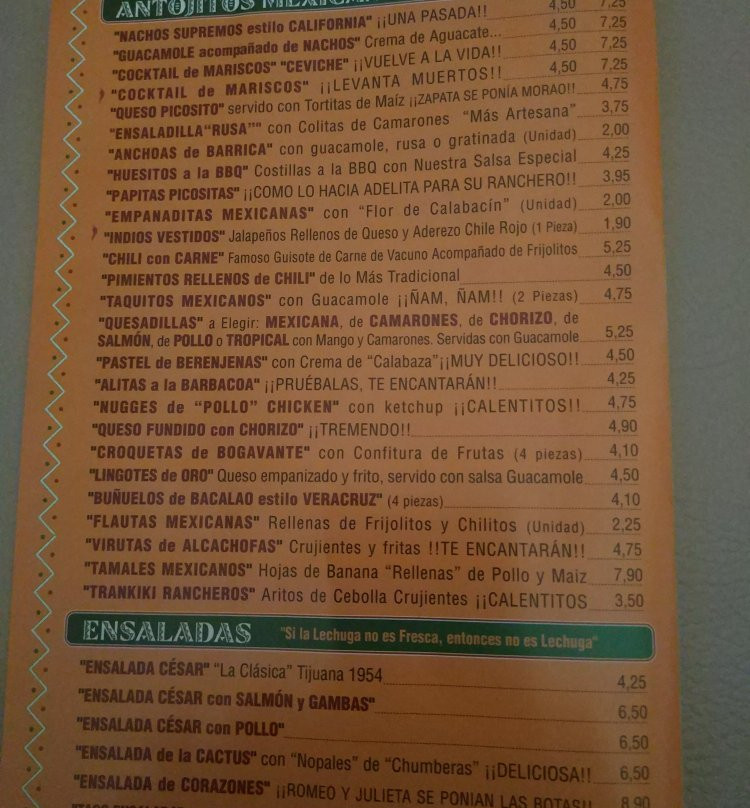 ANTOJITOS MEXICA
"NACHOS SUPREMOS estilo CALIFORNIA" ¡¡UNA PASADA!! 4,50 7,25
"GUACAMOLE acompañado de NACHOS" Crema de Aguacate... 4,50 7,25
"COCKTAIL de MARISCOS" "CEVICHE" ¡¡VUELVE A LA VIDA!! 4,50 7,25
"COCKTAIL de MARISCOS" ¡¡LEVANTA MUERTOS!! 4,50 7,25
"QUESO PICOSITO" servido con Tortitas de Maíz ¡¡ZAPATA SE PONÍA MORAO!! 4,75
"ENSALADILLA"RUSA"" con Colitas de Camarones "Más Artesana" 3,75
"ANCHOAS de BARRICA" con guacamole, rusa o gratinada (Unidad) 2,00
"HUESITOS a la BBQ" Costillas a la BBQ con Nuestra Salsa Especial 4,25
"PAPITAS PICOSITAS" ¡¡COMO LO HACIA ADELITA PARA SU RANCHERO!! 3,95
"EMPANADITAS MEXICANAS" con "Flor de Calabacín" (Unidad) 2,00
"INDIOS VESTIDOS" Jalapeños Rellenos de Queso y Aderezo Chile Rojo (1 Pieza) 1,90
"CHILI con CARNE" Famoso Guisote de Carne de Vacuno Acompañado de Frijolitos 5,25
"PIMIENTOS RELLENOS de CHILI" de lo Más Tradicional 4,50
"TAQUITOS MEXICANOS" con Guacamole ¡¡ÑAM, ÑAM!! (2 Piezas) 4,75
"QUESADILLAS" a Elegir: MEXICANA, de CAMARONES, de CHORIZO, de
SALMÓN, de POLLO o TROPICAL con Mango y Camarones. Servidas con Guacamole 5,25
"PASTEL de BERENJENAS" con Crema de "Calabaza"¡¡MUY DELICIOSO!! 4,50
"ALITAS a la BARBACOA" ¡¡PRUÉBALAS, TE ENCANTARÁN!! 4,25
"NUGGES de "POLLO" CHICKEN" con ketchup ¡¡CALENTITOS!! 4,75
"QUESO FUNDIDO con CHORIZO" ¡¡TREMENDO!! 4,90
"CROQUETAS de BOGAVANTE" con Confitura de Frutas (4 piezas) 4,10
"LINGOTES de ORO" Queso empanizado y frito, servido con salsa Guacamole 4,50
"BUÑUELOS de BACALAO estilo VERACRUZ" (4 piezas) 4,10
"FLAUTAS MEXICANAS" Rellenas de Frijolitos y Chilitos (Unidad) 2,25
"VIRUTAS de ALCACHOFAS" Crujientes y fritas !!TE ENCANTARÁN!! 4,75
"TAMALES MEXICANOS" Hojas de Banana "Rellenas" de Pollo y Maiz 7,90
"TRANKIKI RANCHEROS" Aritos de Cebolla Crujientes ¡¡CALENTITOS 3,50
ENSALADAS "Si la Lechuga no es Fresca, entonces no es Lechuga"
"ENSALADA CÉSAR" "La Clásica" Tijuana 1954 4,25
"ENSALADA CÉSAR con SALMÓN y GAMBAS" 6,50
"ENSALADA CÉSAR con POLLO" 6,50
"ENSALADA de la CACTUS" con "Nopales" de "Chumberas" ¡¡DELICIOSA!! 6,50
"ENSALADA de CORAZONES" ¡¡ROMEO Y JULIETA SE PONIAN LAS BOTAS!! 8,90